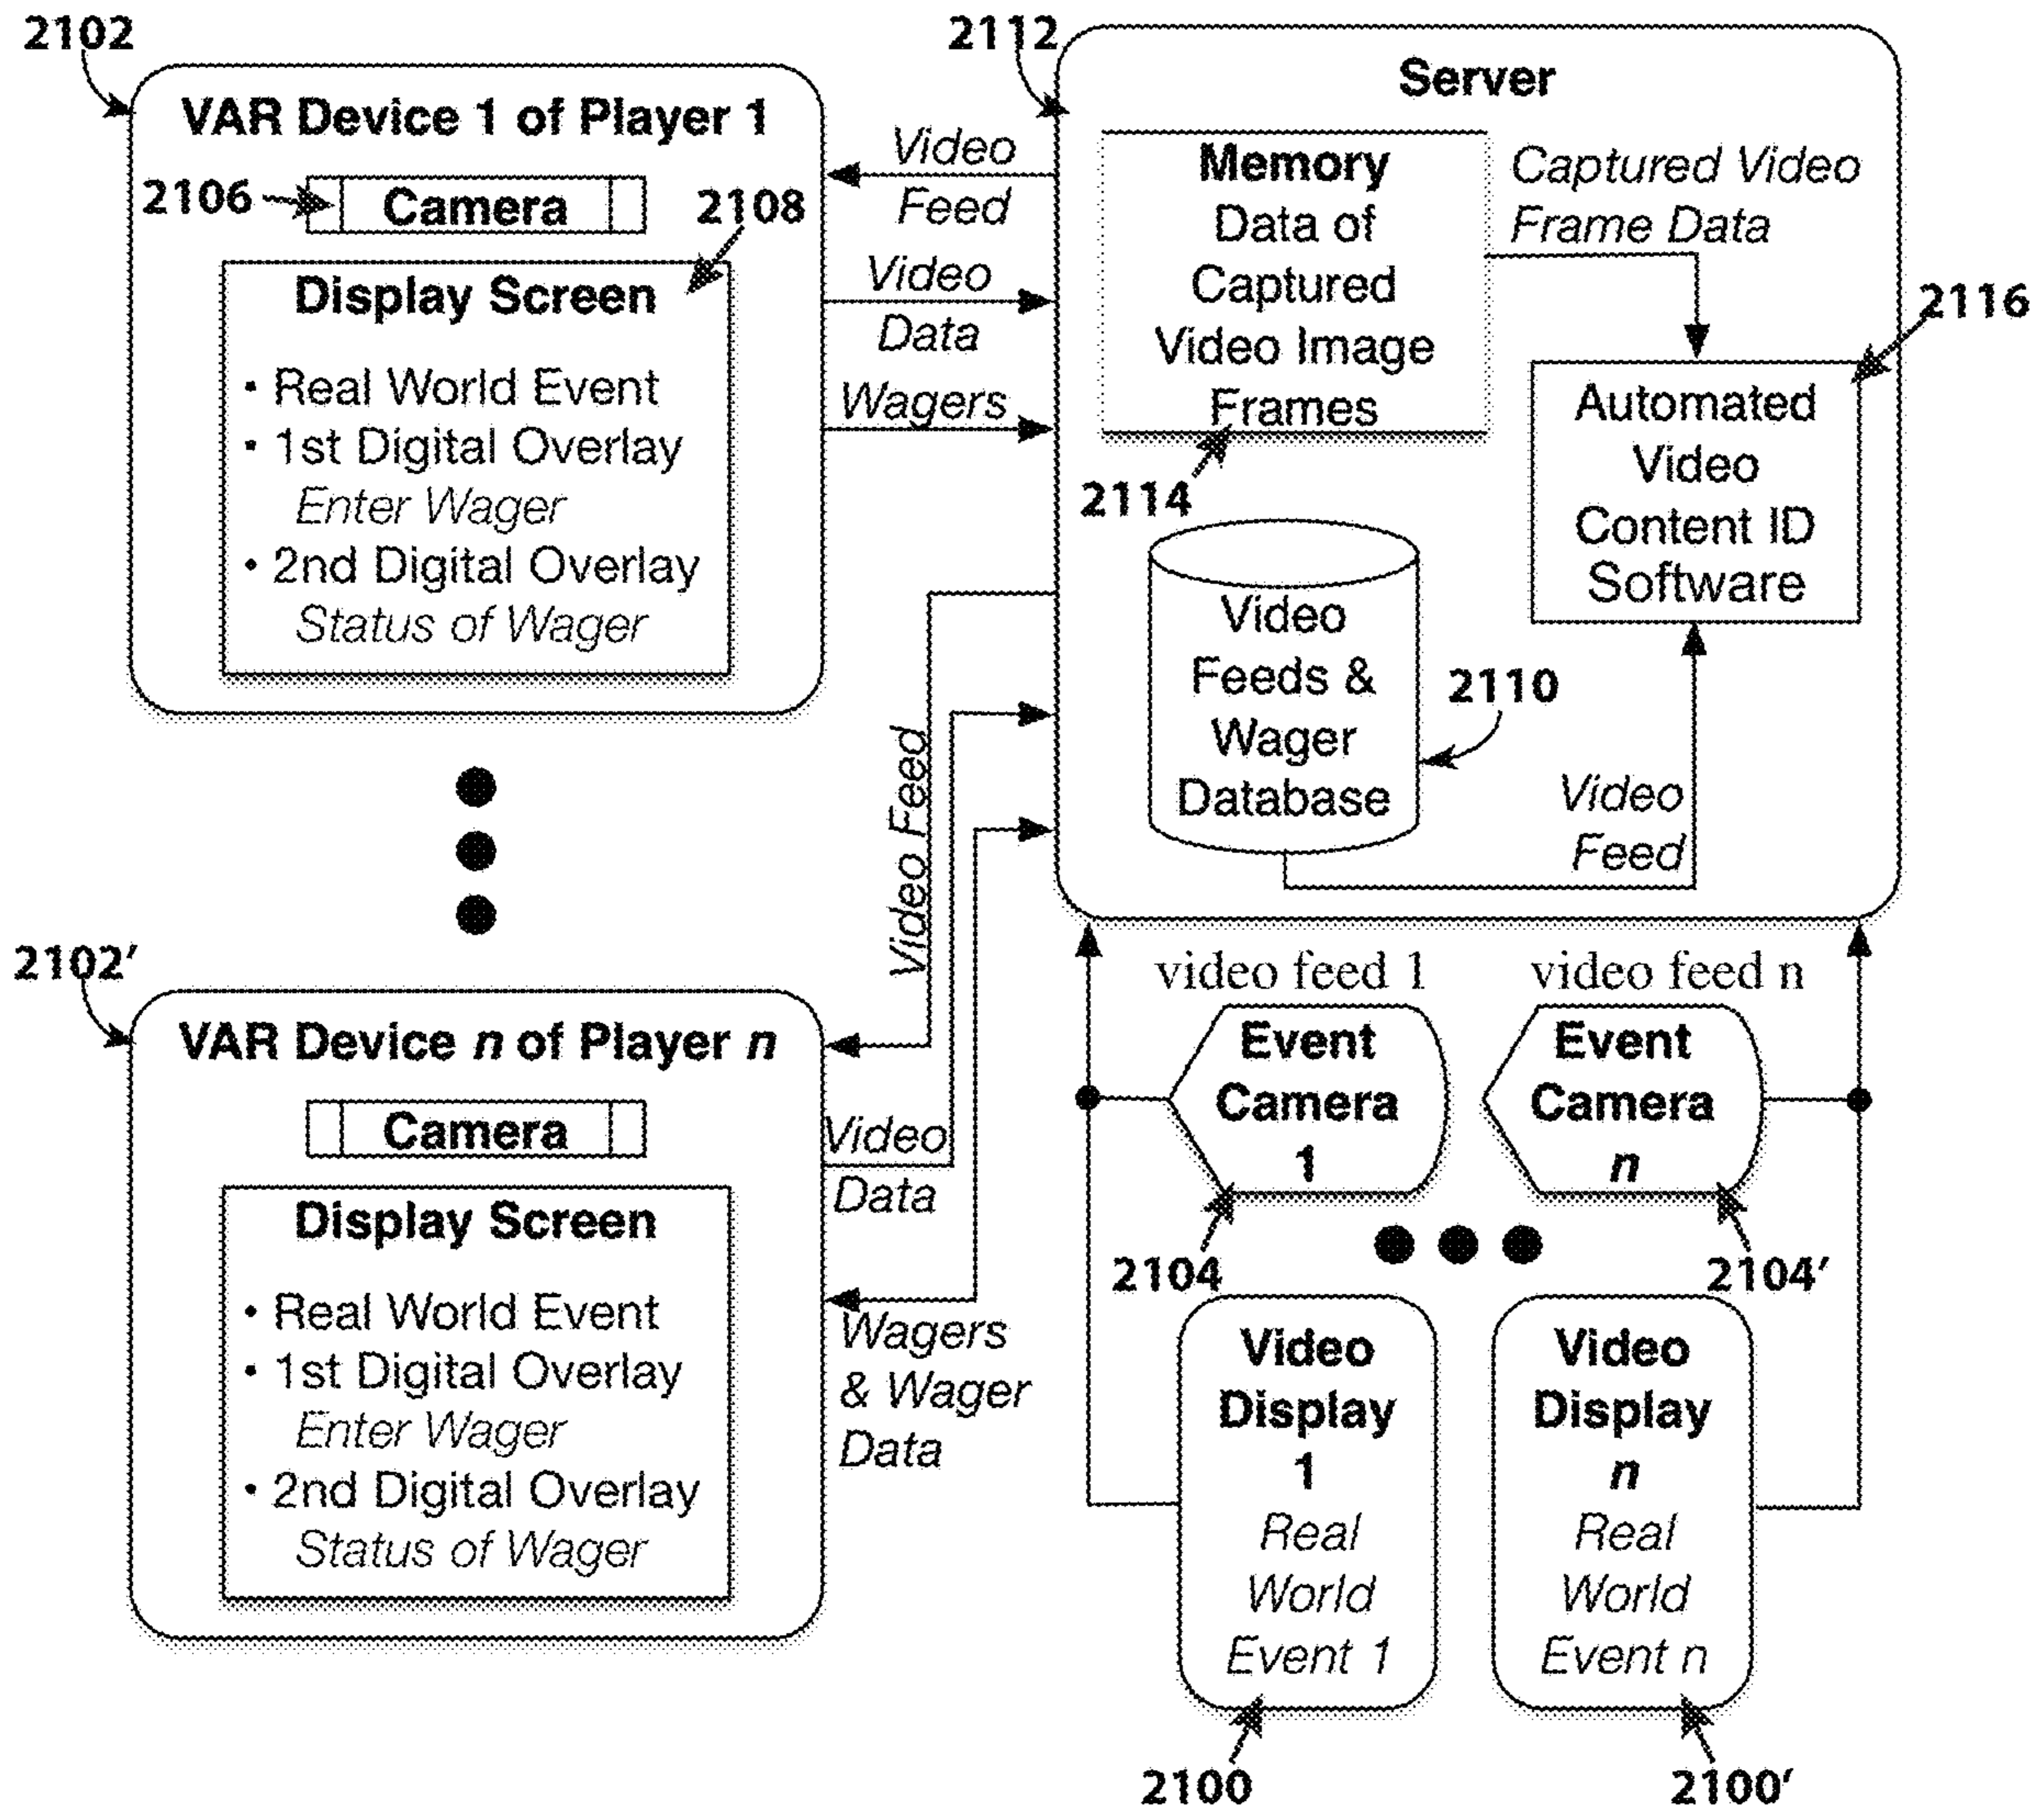 2102
VAR Device 1 of Player 1
2106
Camera
2108
Display Screen
• Real World Event
• 1st Digital Overlay
Enter Wager
• 2nd Digital Overlay
Status of Wager
Video
Feed
Video
Data
Wagers
2112
Server
Memory
Data of
Captured
Video Image
Frames
2114
Captured Video
Frame Data
2116
Automated
Video
Content ID
Software
Video
Feeds &
Wager
Database
2110
Video
Feed
Video Feed
2102'
VAR Device n of Player n
Camera
Display Screen
• Real World Event
• 1st Digital Overlay
Enter Wager
• 2nd Digital Overlay
Status of Wager
Video
Data
Wagers
& Wager
Data
video feed 1
video feed n
Event
Camera
1
2104
Event
Camera
n
2104'
Video
Display
1
Real
World
Event 1
2100
Video
Display
n
Real
World
Event n
2100'